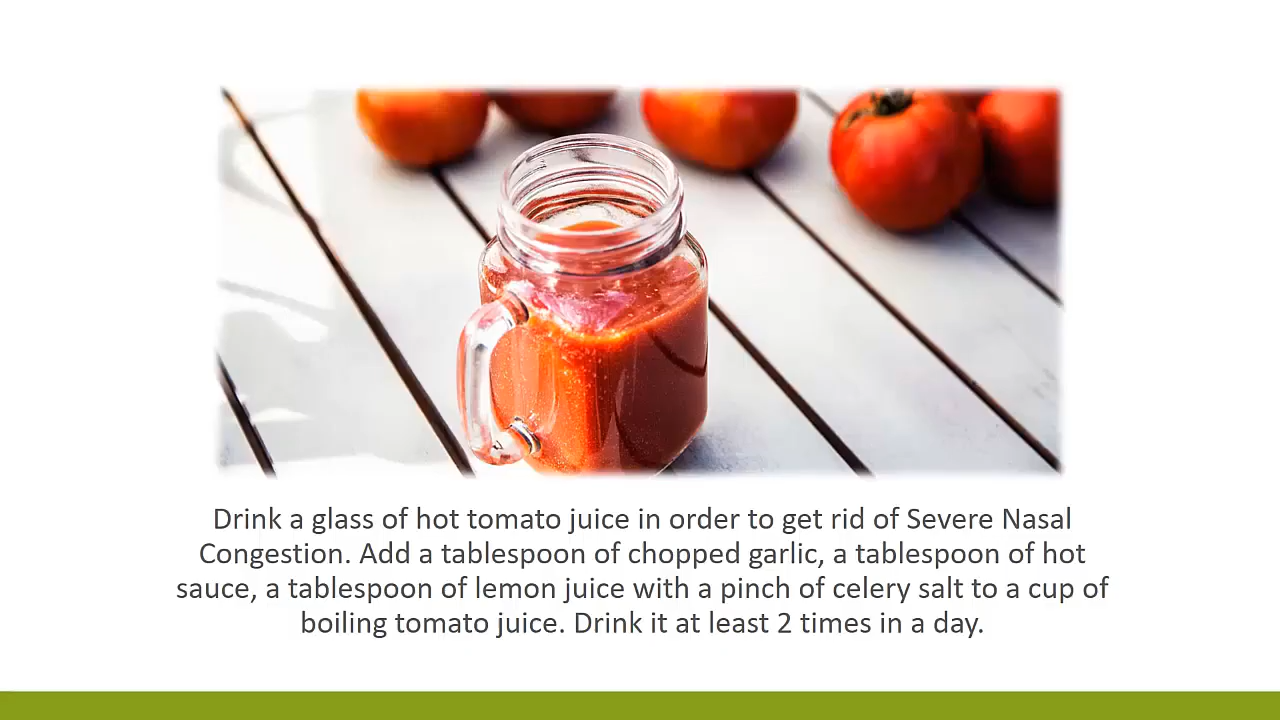 Drink a glass of hot tomato juice in order to get rid of Severe Nasal
Congestion. Add a tablespoon of chopped garlic, a tablespoon of hot
sauce, a tablespoon of lemon juice with a pinch of celery salt to a cup of
boiling tomato juice. Drink it at least 2 times in a day.